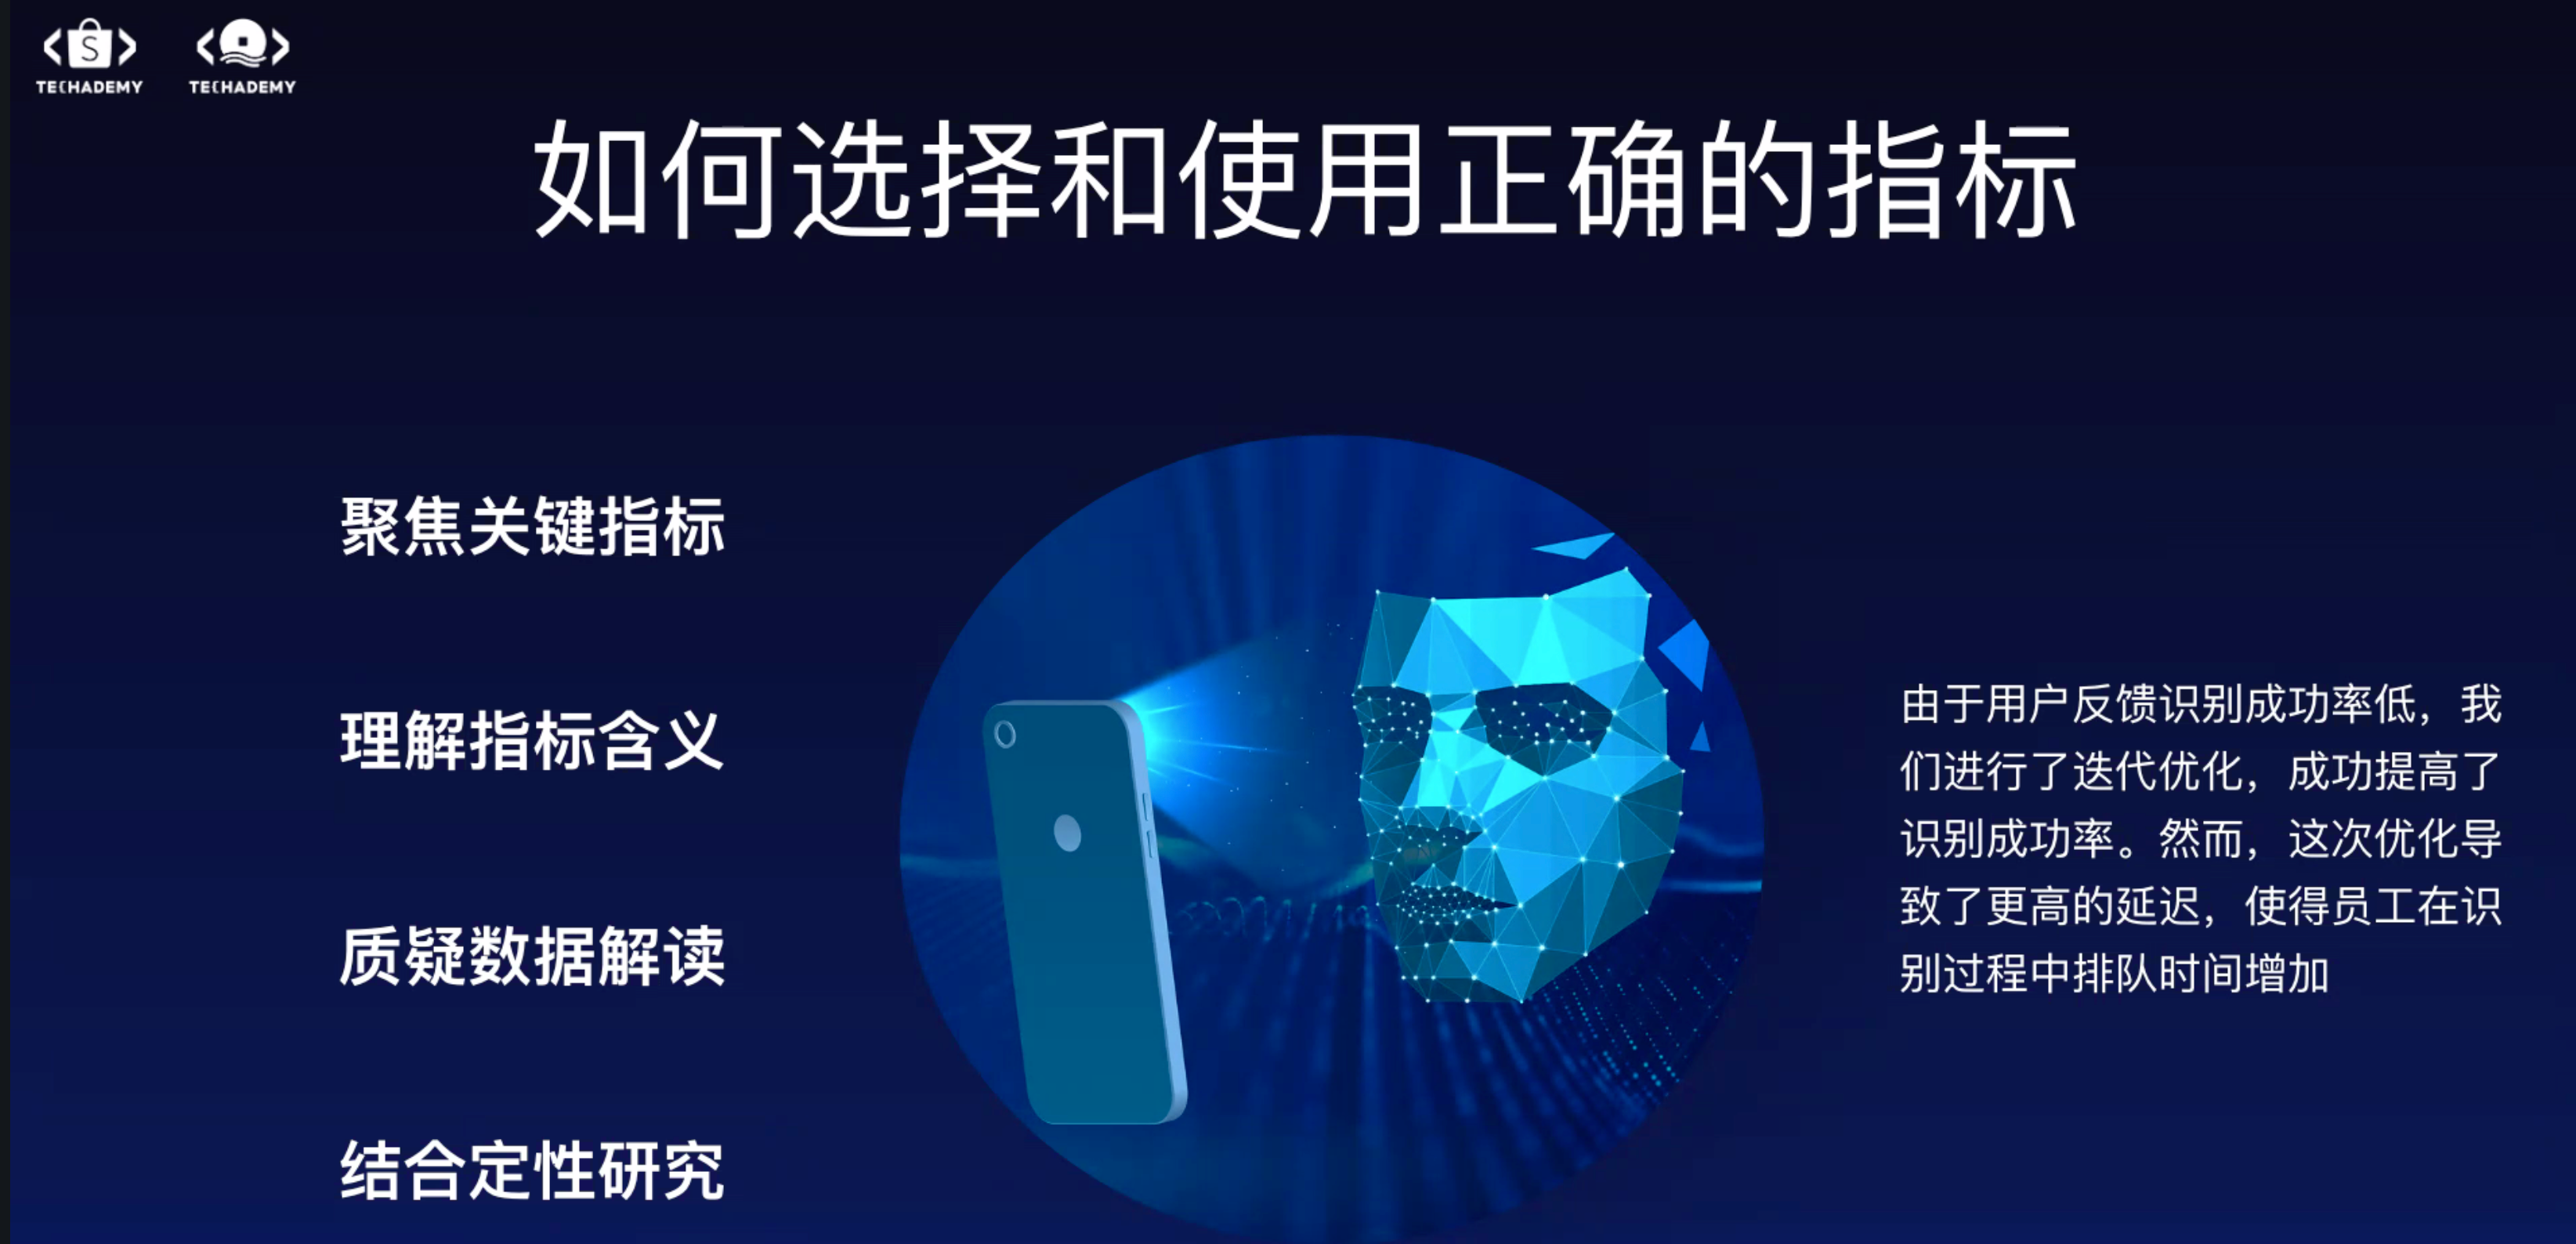 TECHADEMY
TECHADEMY
如何选择和使用正确的指标
聚焦关键指标
理解指标含义
质疑数据解读
结合定性研究
由于用户反馈识别成功率低，我
们进行了迭代优化，成功提高了
识别成功率。然而，这次优化导
致了更高的延迟，使得员工在识
别过程中排队时间增加